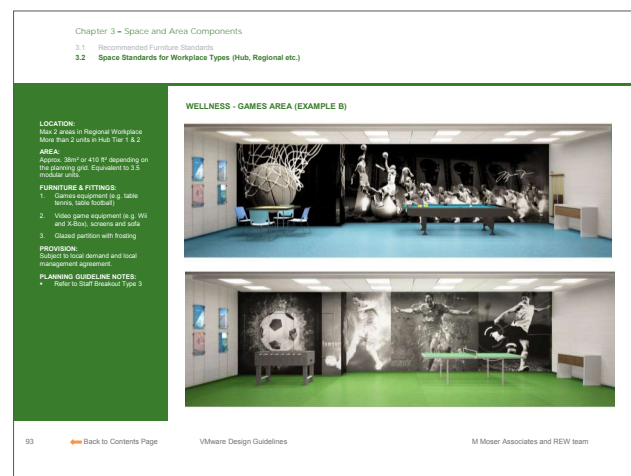 Chapter 3 – Space and Area Components
3.1 Recommended Furniture Standards
3.2 Space Standards for Workplace Types (Hub, Regional etc.)
WELLNESS - GAMES AREA (EXAMPLE B)
LOCATION:
Max 2 areas in Regional Workplace
More than 2 units in Hub Tier 1 & 2
AREA:
Approx. 38m² or 410 ft² depending on
the planning grid. Equivalent to 3.5
modular units.
FURNITURE & FITTINGS:
1. Games equipment (e.g. table
tennis, table football)
2. Video game equipment (e.g. Wii
and X-Box), screens and sofa
3. Glazed partition with frosting
PROVISION:
Subject to local demand and local
management agreement.
PLANNING GUIDELINE NOTES:
• Refer to Staff Breakout Type 3
93 Back to Contents Page VMware Design Guidelines M Moser Associates and REW team